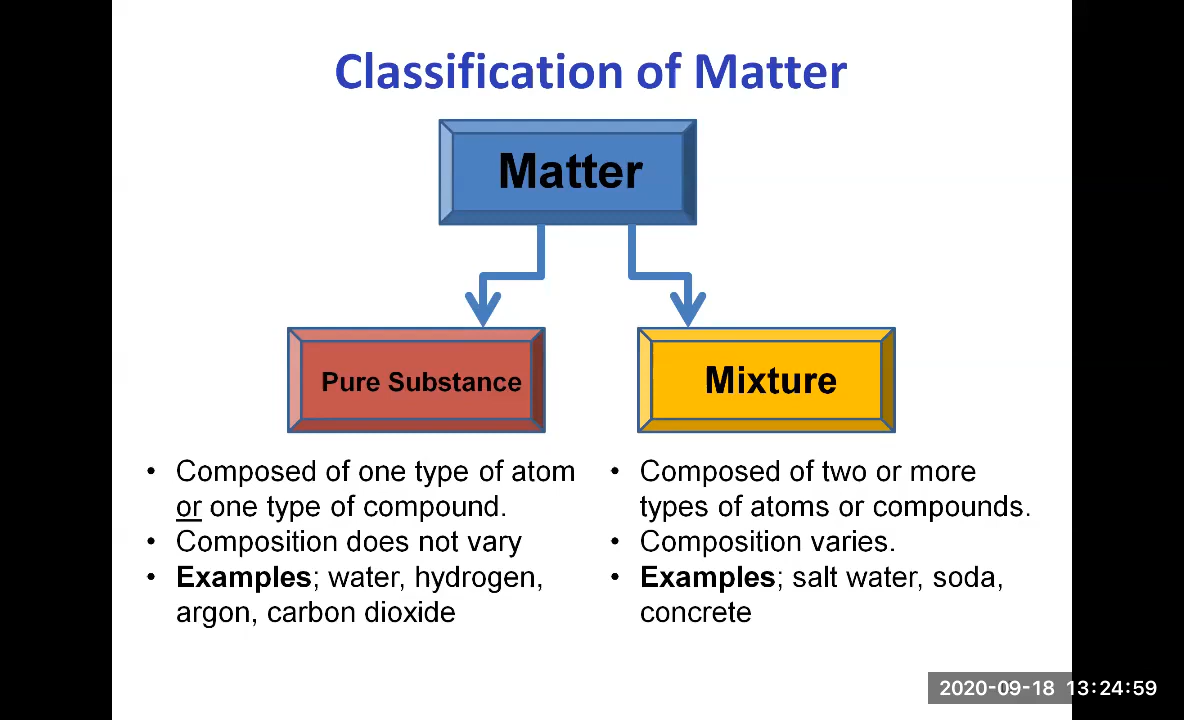 Classification of Matter
Matter
Pure Substance
Mixture
• Composed of one type of atom
or one type of compound.
• Composition does not vary
• Examples; water, hydrogen,
argon, carbon dioxide
• Composed of two or more
types of atoms or compounds.
• Composition varies.
• Examples; salt water, soda,
concrete
2020-09-18 13:24:59